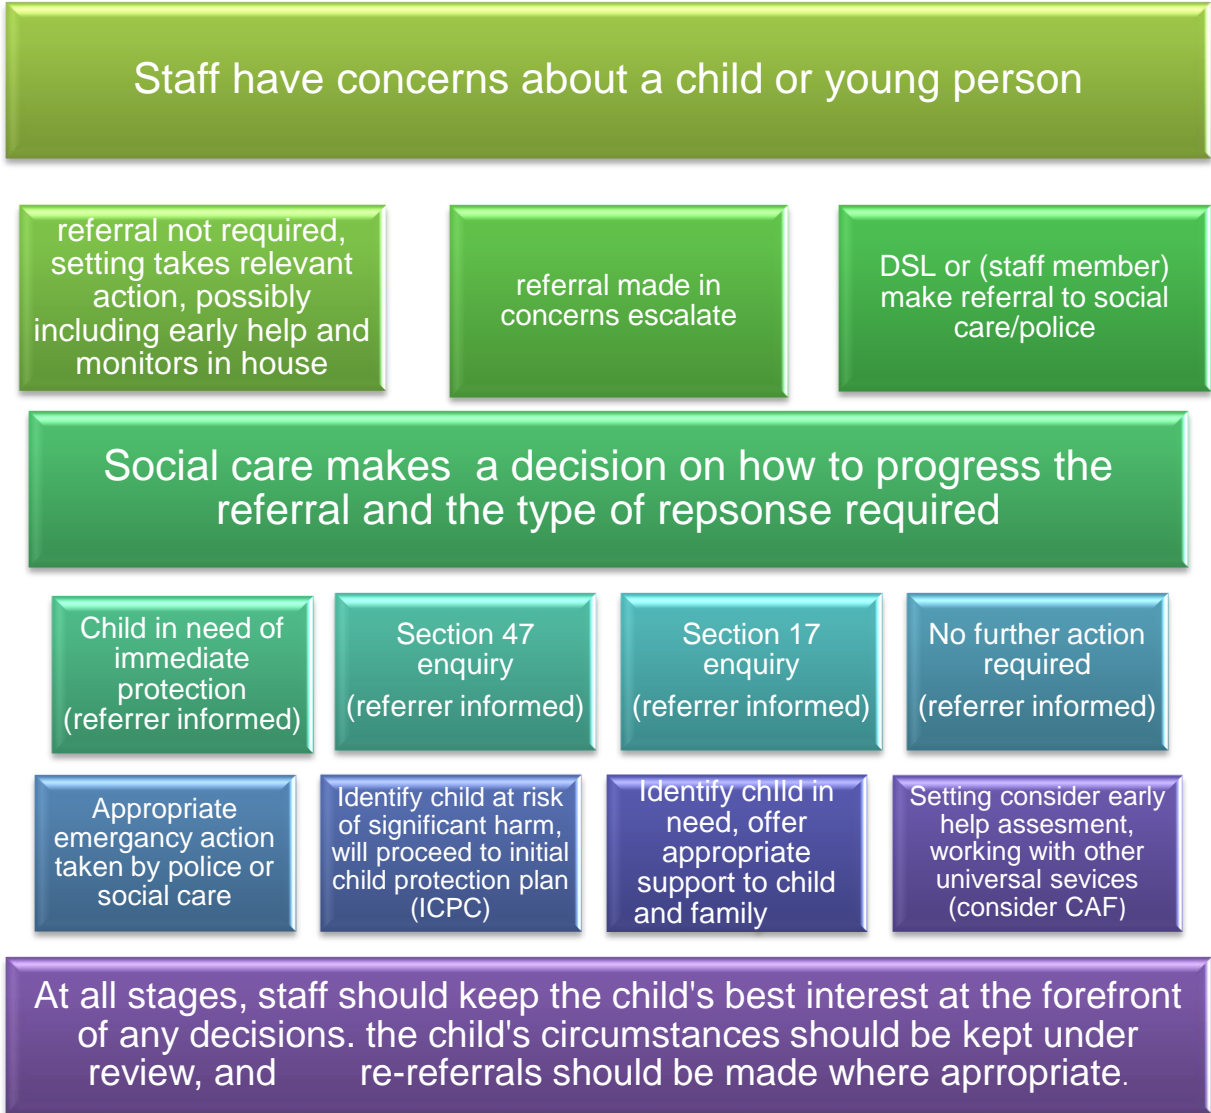 Staff have concerns about a child or young person
referral not required,
setting takes relevant
action, possibly
including early help and
monitors in house
referral made in
concerns escalate
DSL or (staff member)
make referral to social
care/police
Social care makes  a decision on how to progress the
referral and the type of repsonse required
Child in need of
immediate
protection
(referrer informed)
Section 47
enquiry
(referrer informed)
Section 17
enquiry
(referrer informed)
No further action
required
(referrer informed)
Appropriate
emergancy action
taken by police or
social care
Identify child at risk
of significant harm,
will proceed to initial
child protection plan
(ICPC)
Identify chIld in
need, offer
appropriate
support to child
and family
Setting consider early
help assesment,
working with other
universal sevices
(consider CAF)
At all stages, staff should keep the child's best interest at the forefront
of any decisions. the child's circumstances should be kept under
review, and        re-referrals should be made where aprropriate.